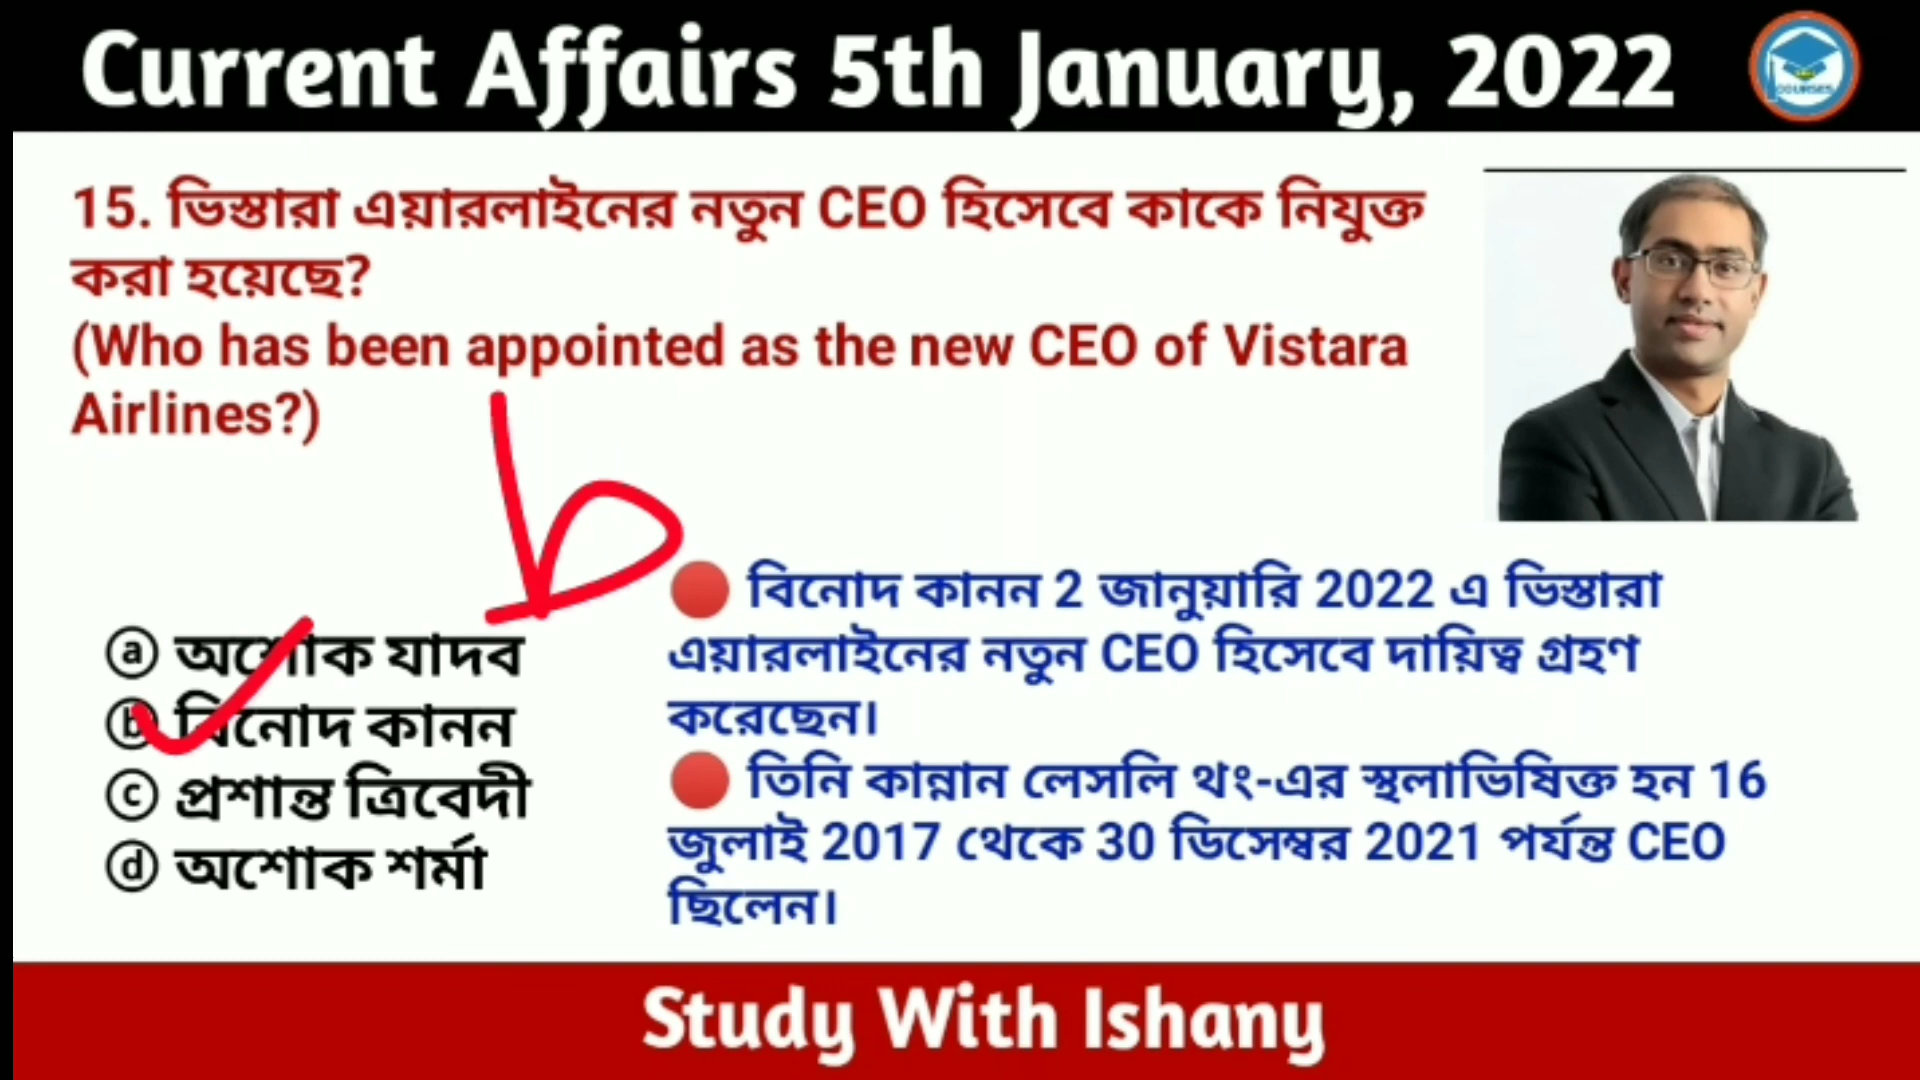 Current Affairs 5th January, 2022
COURSES
15. ভিস্তারা এয়ারলাইনের নতুন CEO হিসেবে কাকে নিযুক্ত
করা হয়েছে?
(Who has been appointed as the new CEO of Vistara
Airlines?)
b
ⓐ অশোক যাদব
ⓑ বিনোদ কানন
ⓒ প্রশান্ত ত্রিবেদী
ⓓ অশোক শর্মা
🔴 বিনোদ কানন 2 জানুয়ারি 2022 এ ভিস্তারা
এয়ারলাইনের নতুন CEO হিসেবে দায়িত্ব গ্রহণ
করেছেন।
🔴 তিনি কান্নান লেসলি থং-এর স্থলাভিষিক্ত হন 16
জুলাই 2017 থেকে 30 ডিসেম্বর 2021 পর্যন্ত CEO
ছিলেন।
Study With Ishany